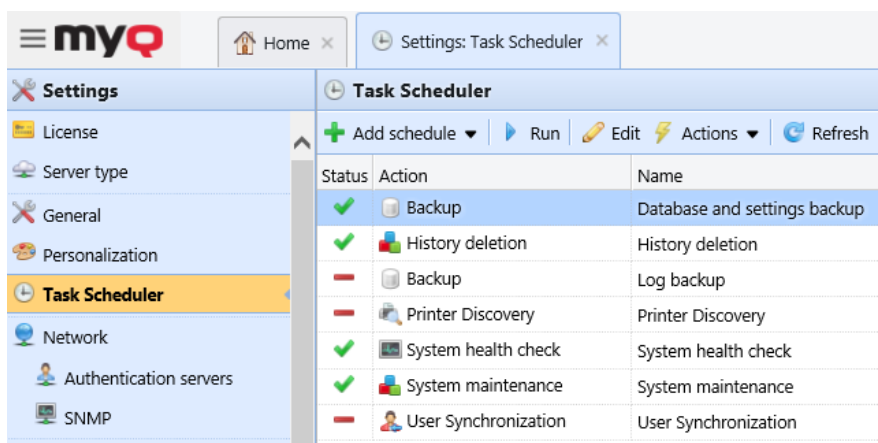 myQ
Home
Settings: Task Scheduler
Settings
License
Server type
General
Personalization
Task Scheduler
Network
Authentication servers
SNMP
Task Scheduler
Add schedule Run Edit Actions Refresh
Status Action Name
Backup Database and settings backup
History deletion History deletion
Backup Log backup
Printer Discovery Printer Discovery
System health check System health check
System maintenance System maintenance
User Synchronization User Synchronization